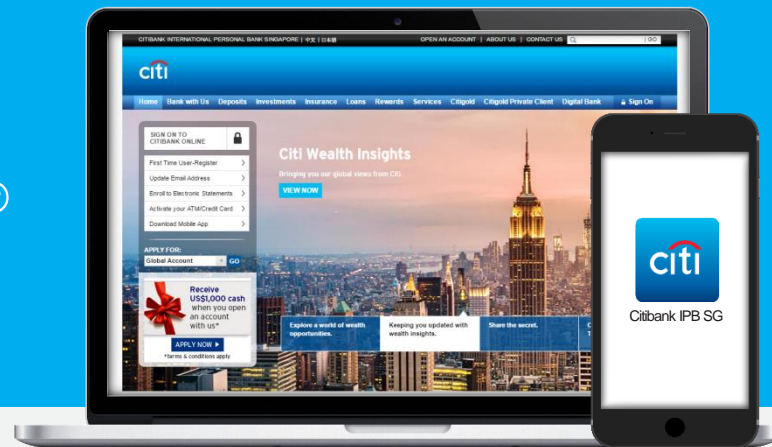 CITIBANK INTERNATIONAL PERSONAL BANK SINGAPORE | 中文 | 日本語
OPEN AN ACCOUNT | ABOUT US | CONTACT US
GO
citi
Home Bank with Us Deposits Investments Insurance Loans Rewards Services Citigold Citigold Private Client Digital Bank Sign On
SIGN ON TO
CITIBANK ONLINE
First Time User-Register
Update Email Address
Enroll to Electronic Statements
Activate your ATM/Credit Card
Download Mobile App
APPLY FOR:
Global Account GO
Receive
US$1,000 cash
when you open
an account
with us*
APPLY NOW
*terms & conditions apply
Citi Wealth Insights
Bringing you our global views from Citi.
VIEW NOW
Explore a world of wealth
opportunities.
Keeping you updated with
wealth insights.
Share the secret.
citi
Citibank IPB SG